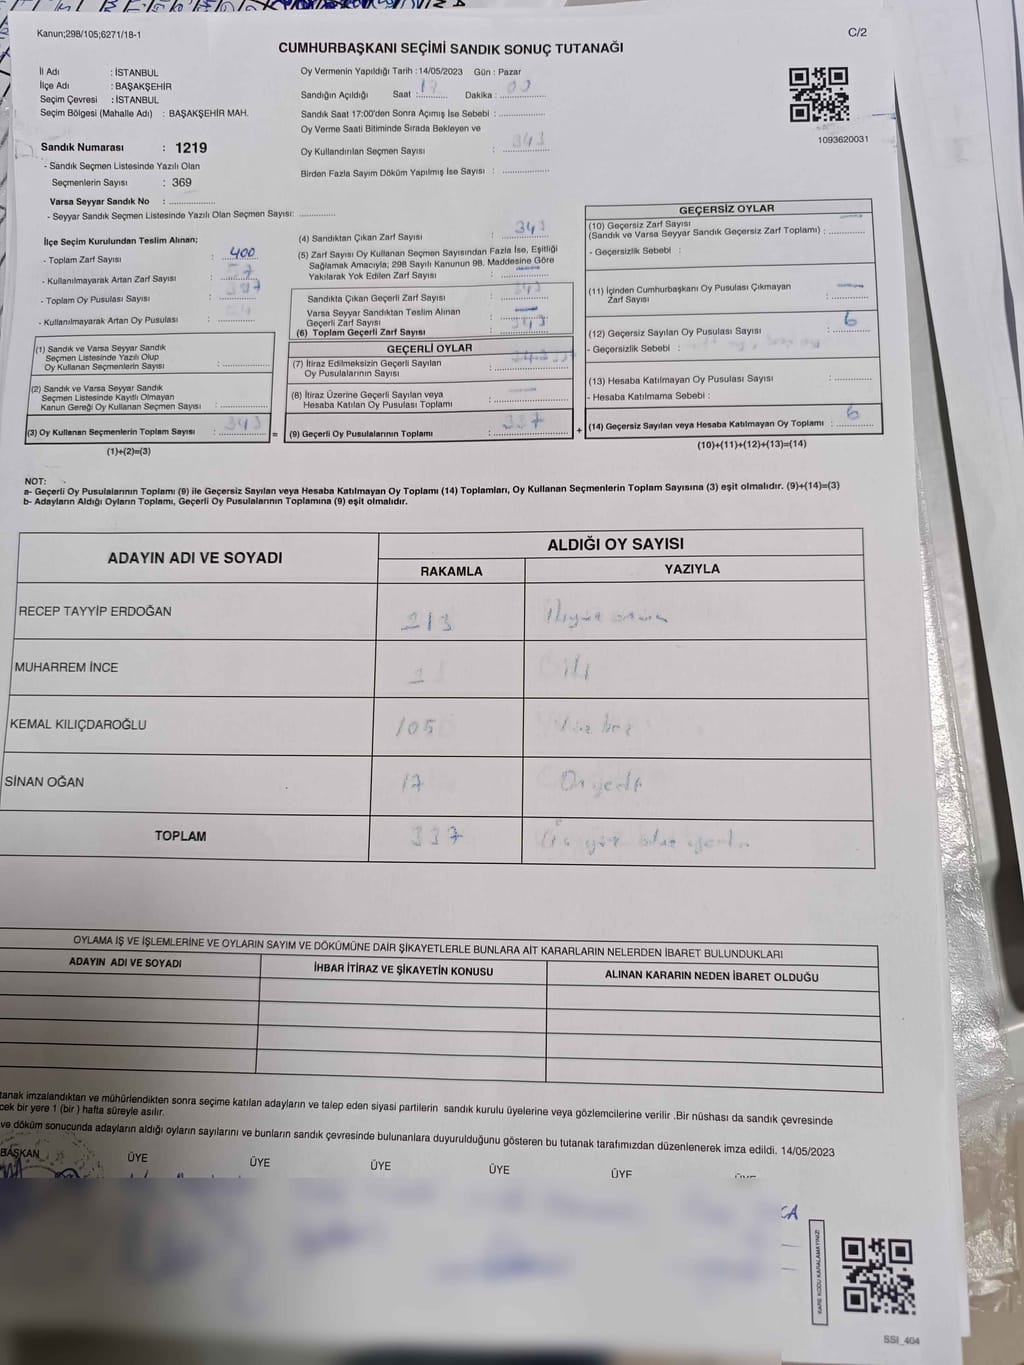 Kanun;298/105;6271/18-1
C/2
CUMHURBAŞKANI SEÇİMİ SANDIK SONUÇ TUTANAĞI
İl Adı : İSTANBUL
İlçe Adı : BAŞAKŞEHİR
Seçim Çevresi : İSTANBUL
Seçim Bölgesi (Mahalle Adı) : BAŞAKŞEHİR MAH.
Sandık Numarası : 1219
- Sandık Seçmen Listesinde Yazılı Olan
Seçmenlerin Sayısı : 369
Varsa Seyyar Sandık No :
- Seyyar Sandık Seçmen Listesinde Yazılı Olan Seçmen Sayısı:
Oy Vermenin Yapıldığı Tarih :14/05/2023 Gün : Pazar
Sandığın Açıldığı Saat : 17 Dakika : 00
Sandık Saat 17:00'den Sonra Açımış İse Sebebi :
Oy Verme Saati Bitiminde Sırada Bekleyen ve
Oy Kullandırılan Seçmen Sayısı : 343
Birden Fazla Sayım Döküm Yapılmış İse Sayısı :
1093620031
İlçe Seçim Kurulundan Teslim Alınan;
- Toplam Zarf Sayısı : 400
- Kullanılmayarak Artan Zarf Sayısı : 57
- Toplam Oy Pusulası Sayısı :
- Kullanılmayarak Artan Oy Pusulası :
(1) Sandık ve Varsa Seyyar Sandık
Seçmen Listesinde Yazılı Olup
Oy Kullanan Seçmenlerin Sayısı :
(2) Sandık ve Varsa Seyyar Sandık
Seçmen Listesinde Kayıtlı Olmayan
Kanun Gereği Oy Kullanan Seçmen Sayısı :
(3) Oy Kullanan Seçmenlerin Toplam Sayısı : 343 =
(1)+(2)=(3)
(4) Sandıktan Çıkan Zarf Sayısı : 343
(5) Zarf Sayısı Oy Kullanan Seçmen Sayısından Fazla İse, Eşitliği
Sağlamak Amacıyla; 298 Sayılı Kanunun 98. Maddesine Göre
Yakılarak Yok Edilen Zarf Sayısı : —
Sandıkta Çıkan Geçerli Zarf Sayısı : 343
Varsa Seyyar Sandıktan Teslim Alınan
Geçerli Zarf Sayısı : —
(6) Toplam Geçerli Zarf Sayısı : 343
GEÇERLİ OYLAR
(7) İtiraz Edilmeksizin Geçerli Sayılan
Oy Pusulalarının Sayısı : 337
(8) İtiraz Üzerine Geçerli Sayılan veya
Hesaba Katılan Oy Pusulası Toplamı : —
(9) Geçerli Oy Pusulalarının Toplamı : 337 +
GEÇERSİZ OYLAR
(10) Geçersiz Zarf Sayısı
(Sandık ve Varsa Seyyar Sandık Geçersiz Zarf Toplamı) :
- Geçersizlik Sebebi :
(11) İçinden Cumhurbaşkanı Oy Pusulası Çıkmayan
Zarf Sayısı : —
(12) Geçersiz Sayılan Oy Pusulası Sayısı : 6
- Geçersizlik Sebebi :
(13) Hesaba Katılmayan Oy Pusulası Sayısı :
- Hesaba Katılmama Sebebi :
(14) Geçersiz Sayılan veya Hesaba Katılmayan Oy Toplamı : 6
(10)+(11)+(12)+(13)=(14)
NOT:
a- Geçerli Oy Pusulalarının Toplamı (9) ile Geçersiz Sayılan veya Hesaba Katılmayan Oy Toplamı (14) Toplamları, Oy Kullanan Seçmenlerin Toplam Sayısına (3) eşit olmalıdır. (9)+(14)=(3)
b- Adayların Aldığı Oyların Toplamı, Geçerli Oy Pusulalarının Toplamına (9) eşit olmalıdır.
ADAYIN ADI VE SOYADI
ALDIĞI OY SAYISI
RAKAMLA YAZIYLA
RECEP TAYYİP ERDOĞAN 213
MUHARREM İNCE
KEMAL KILIÇDAROĞLU 105 Yüz beş
SİNAN OĞAN 17 On yedi
TOPLAM 337 Üç yüz otuz yedi
OYLAMA İŞ VE İŞLEMLERİNE VE OYLARIN SAYIM VE DÖKÜMÜNE DAİR ŞİKAYETLERLE BUNLARA AİT KARARLARIN NELERDEN İBARET BULUNDUKLARI
ADAYIN ADI VE SOYADI İHBAR İTİRAZ VE ŞİKAYETİN KONUSU ALINAN KARARIN NEDEN İBARET OLDUĞU
tanak imzalandıktan ve mühürlendikten sonra seçime katılan adayların ve talep eden siyasi partilerin sandık kurulu üyelerine veya gözlemcilerine verilir .Bir nüshası da sandık çevresinde
cek bir yere 1 (bir ) hafta süreyle asılır.
ve döküm sonucunda adayların aldığı oyların sayılarını ve bunların sandık çevresinde bulunanlara duyurulduğunu gösteren bu tutanak tarafımızdan düzenlenerek imza edildi. 14/05/2023
BAŞKAN ÜYE ÜYE ÜYE ÜYE ÜYE
KARE KODU KARALAMAYINIZ!
SSI_404